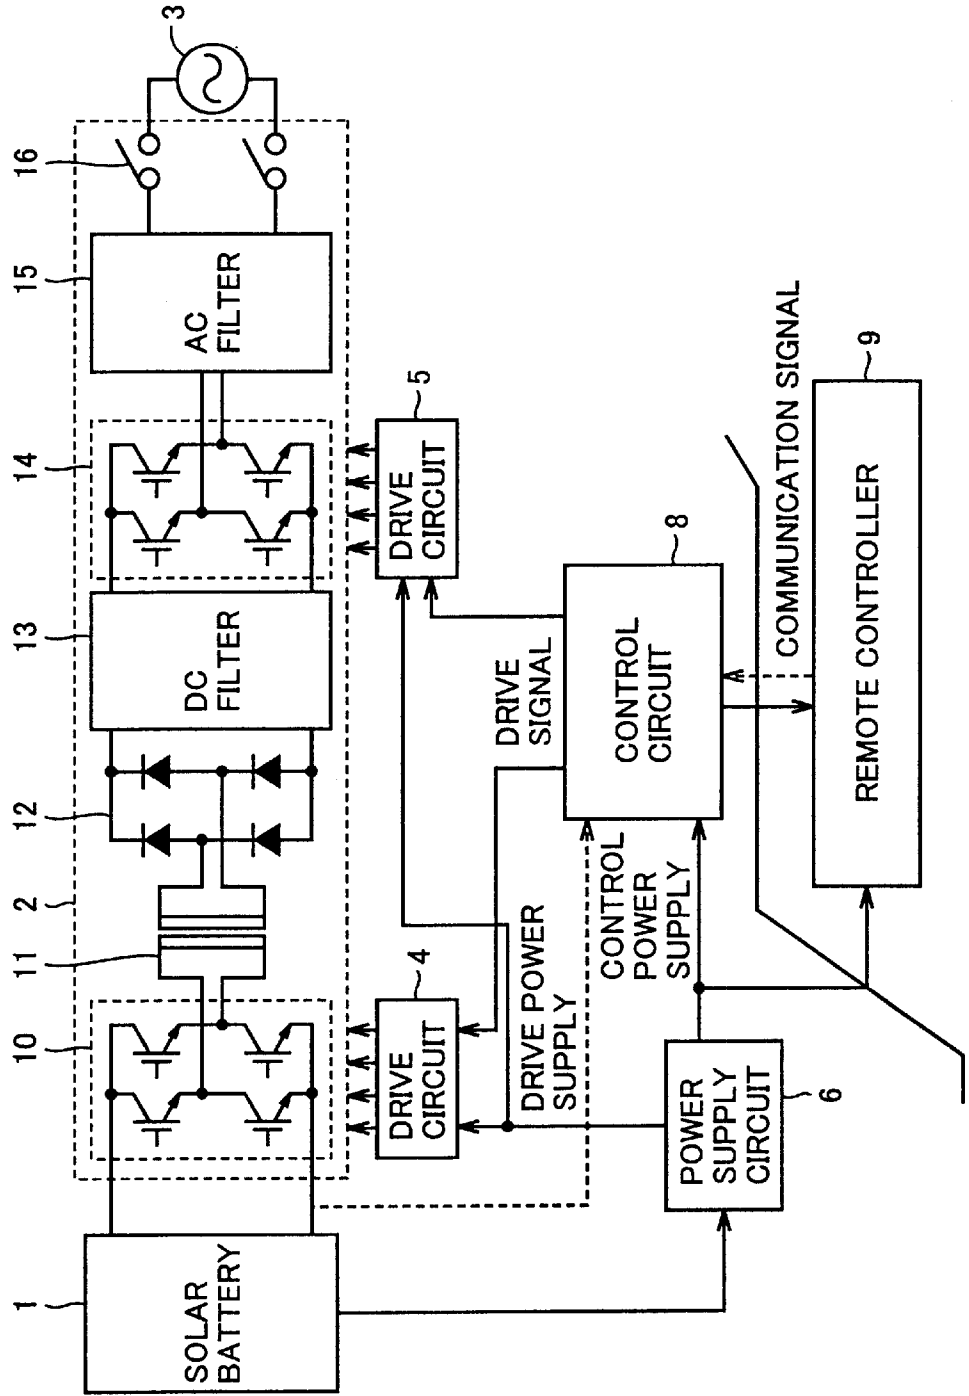 1
10
11
2
12
13
14
15
16
3
SOLAR
BATTERY
DC
FILTER
AC
FILTER
4
DRIVE
CIRCUIT
5
DRIVE
CIRCUIT
DRIVE POWER
SUPPLY
DRIVE
SIGNAL
CONTROL
POWER
SUPPLY
8
CONTROL
CIRCUIT
6
POWER
SUPPLY
CIRCUIT
COMMUNICATION SIGNAL
9
REMOTE CONTROLLER